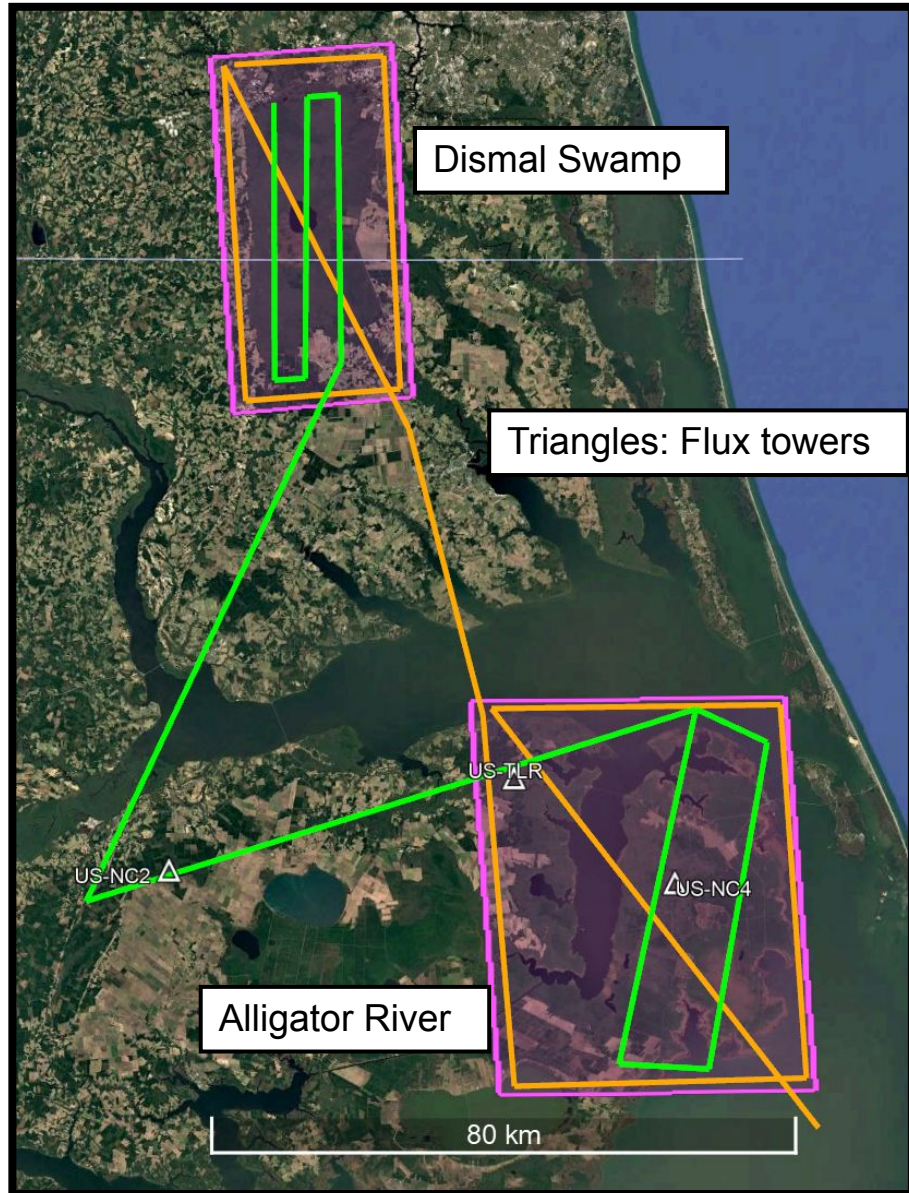 Dismal Swamp
Triangles: Flux towers
US-TLR
US-NC2
US-NC4
Alligator River
80 km